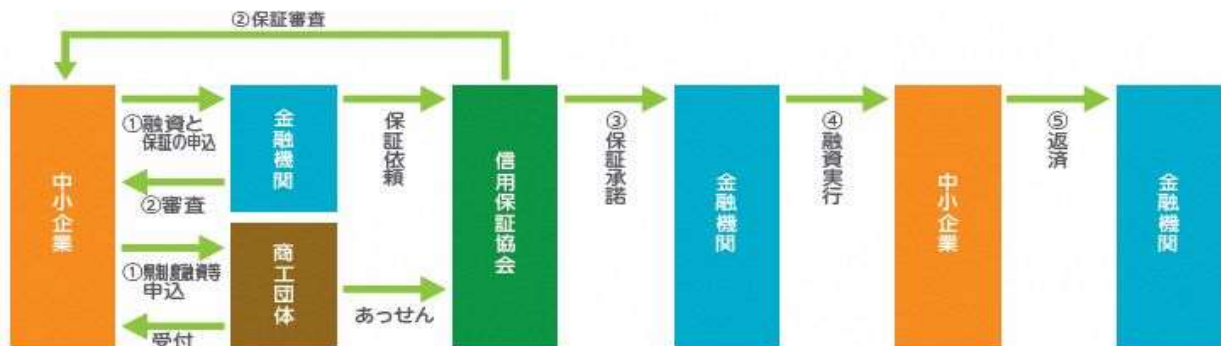 ②保証審査
中小企業
①融資と
保証の申込
②審査
①県制度融資等
申込
受付
金融機関
商工団体
保証依頼
あっせん
信用保証協会
③保証承諾
金融機関
④融資実行
中小企業
⑤返済
金融機関